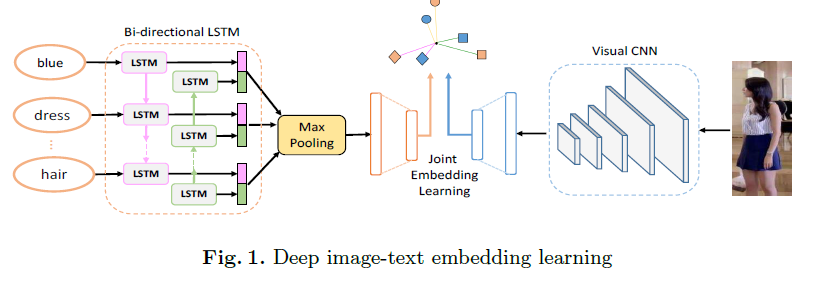 Bi-directional LSTM
blue
LSTM
LSTM
dress
LSTM
LSTM
⋮
hair
LSTM
LSTM
Max
Pooling
Joint
Embedding
Learning
Visual CNN
Fig. 1. Deep image-text embedding learning